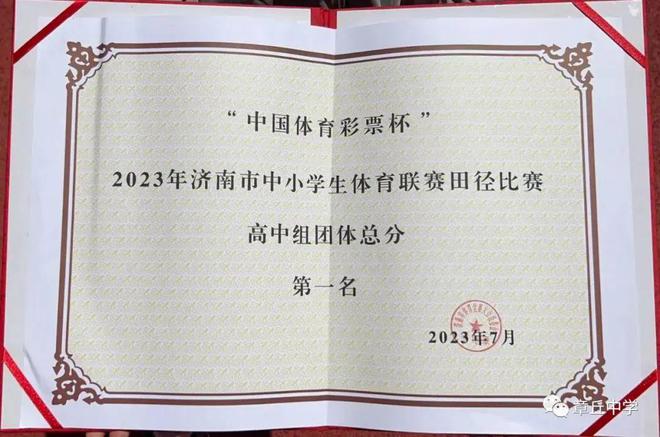 “中国体育彩票杯”
2023年济南市中小学生体育联赛田径比赛
高中组团体总分
第一名
2023年7月
章丘中学